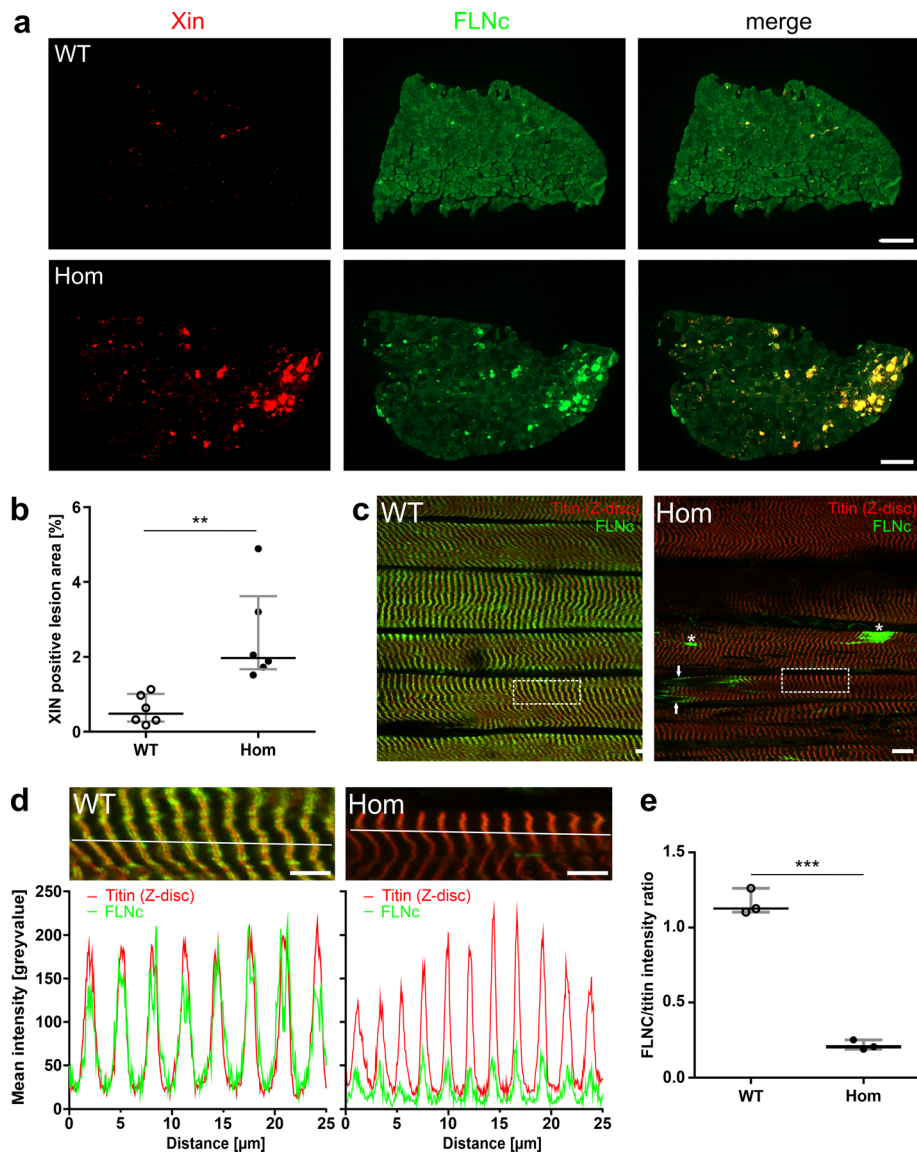 a
Xin
FLNc
merge
WT
Hom
b
XIN positive lesion area [%]
6
4
2
0
**
WT
Hom
c
WT
Titin (Z-disc)
FLNc
Hom
Titin (Z-disc)
FLNc
*
*
d
WT
Hom
Mean intensity [greyvalue]
250
200
150
100
50
0
Titin (Z-disc)
FLNc
0
5
10
15
20
25
Distance [µm]
Titin (Z-disc)
FLNc
0
5
10
15
20
25
Distance [µm]
e
FLNC/titin intensity ratio
1.5
1.0
0.5
0.0
***
WT
Hom